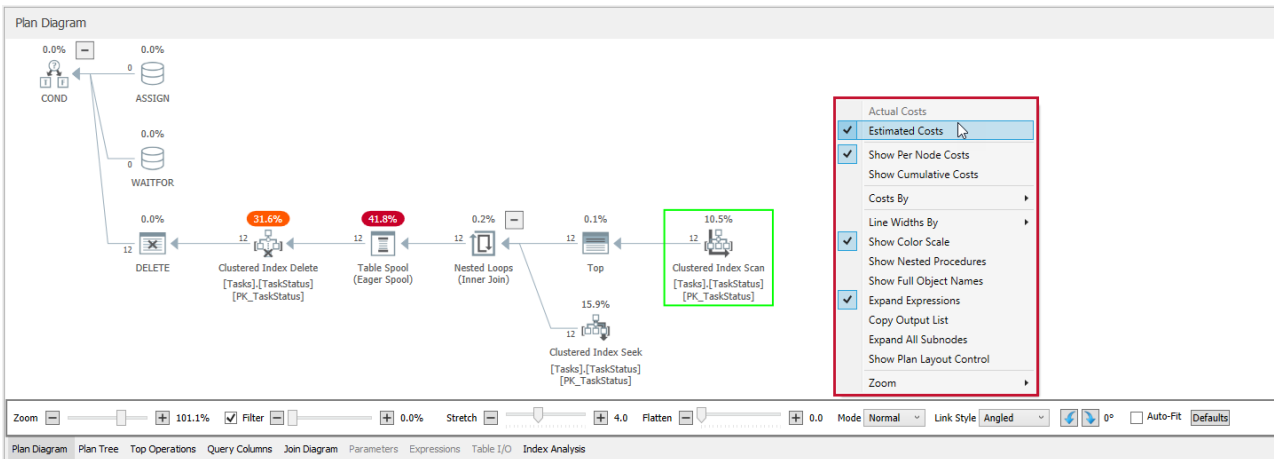 Plan Diagram
0.0%
0.0%
0
COND
ASSIGN
0.0%
0
WAITFOR
0.0%
31.6%
41.8%
0.2%
0.1%
10.5%
12
12
12
12
12
12
DELETE
Clustered Index Delete
[Tasks].[TaskStatus]
[PK_TaskStatus]
Table Spool
(Eager Spool)
Nested Loops
(Inner Join)
Top
Clustered Index Scan
[Tasks].[TaskStatus]
[PK_TaskStatus]
15.9%
12
Clustered Index Seek
[Tasks].[TaskStatus]
[PK_TaskStatus]
Actual Costs
Estimated Costs
Show Per Node Costs
Show Cumulative Costs
Costs By
Line Widths By
Show Color Scale
Show Nested Procedures
Show Full Object Names
Expand Expressions
Copy Output List
Expand All Subnodes
Show Plan Layout Control
Zoom
Zoom 101.1% Filter 0.0% Stretch 4.0 Flatten 0.0 Mode Normal Link Style Angled 0° Auto-Fit Defaults
Plan Diagram Plan Tree Top Operations Query Columns Join Diagram Parameters Expressions Table I/O Index Analysis